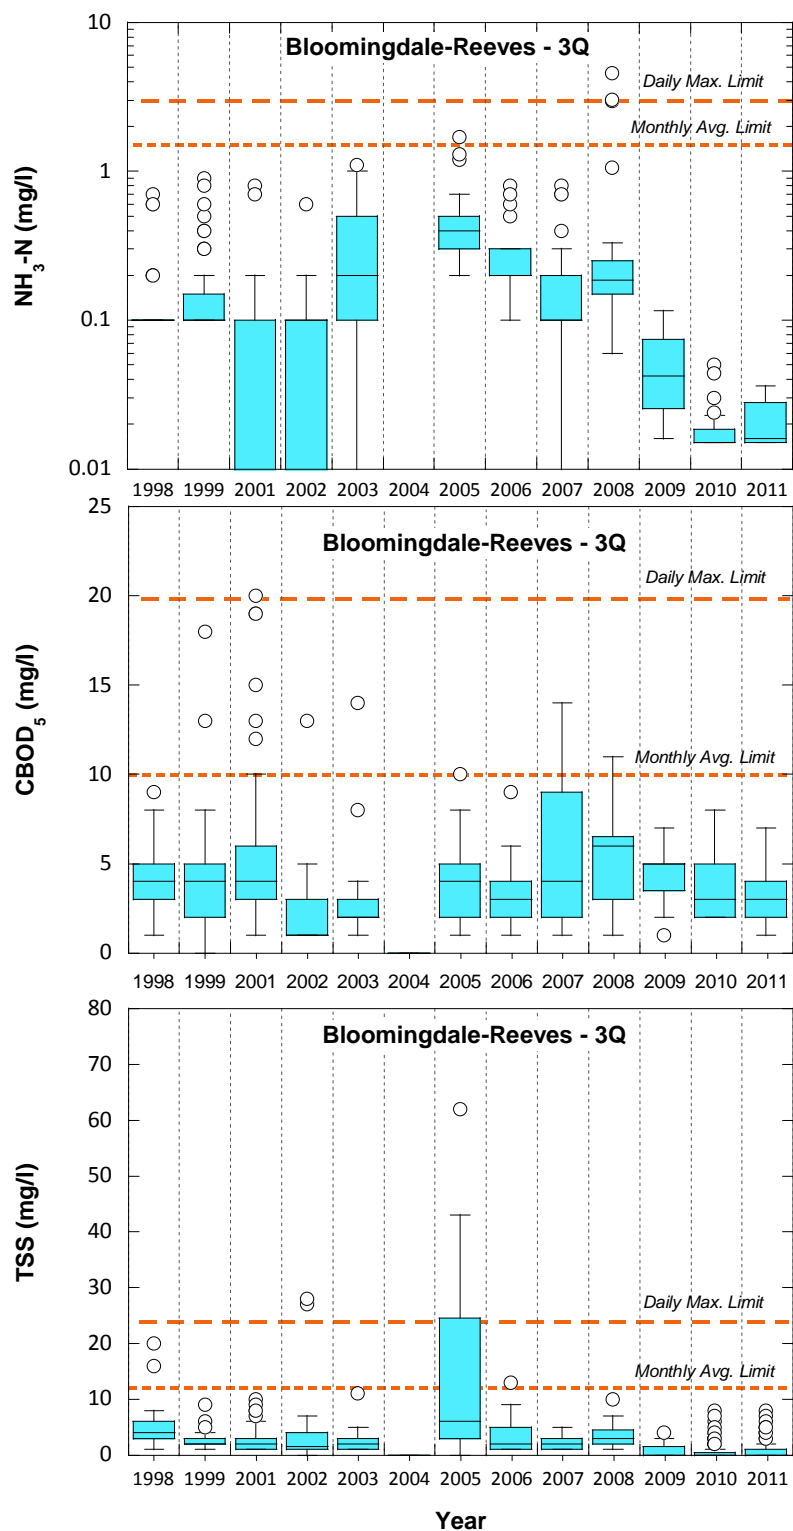 Bloomingdale-Reeves - 3Q
Daily Max. Limit
Monthly Avg. Limit
NH3-N (mg/l)
10
1
0.1
0.01
1998 1999 2001 2002 2003 2004 2005 2006 2007 2008 2009 2010 2011
Bloomingdale-Reeves - 3Q
Daily Max. Limit
Monthly Avg. Limit
CBOD5 (mg/l)
25
20
15
10
5
0
1998 1999 2001 2002 2003 2004 2005 2006 2007 2008 2009 2010 2011
Bloomingdale-Reeves - 3Q
Daily Max. Limit
Monthly Avg. Limit
TSS (mg/l)
80
70
60
50
40
30
20
10
0
1998 1999 2001 2002 2003 2004 2005 2006 2007 2008 2009 2010 2011
Year